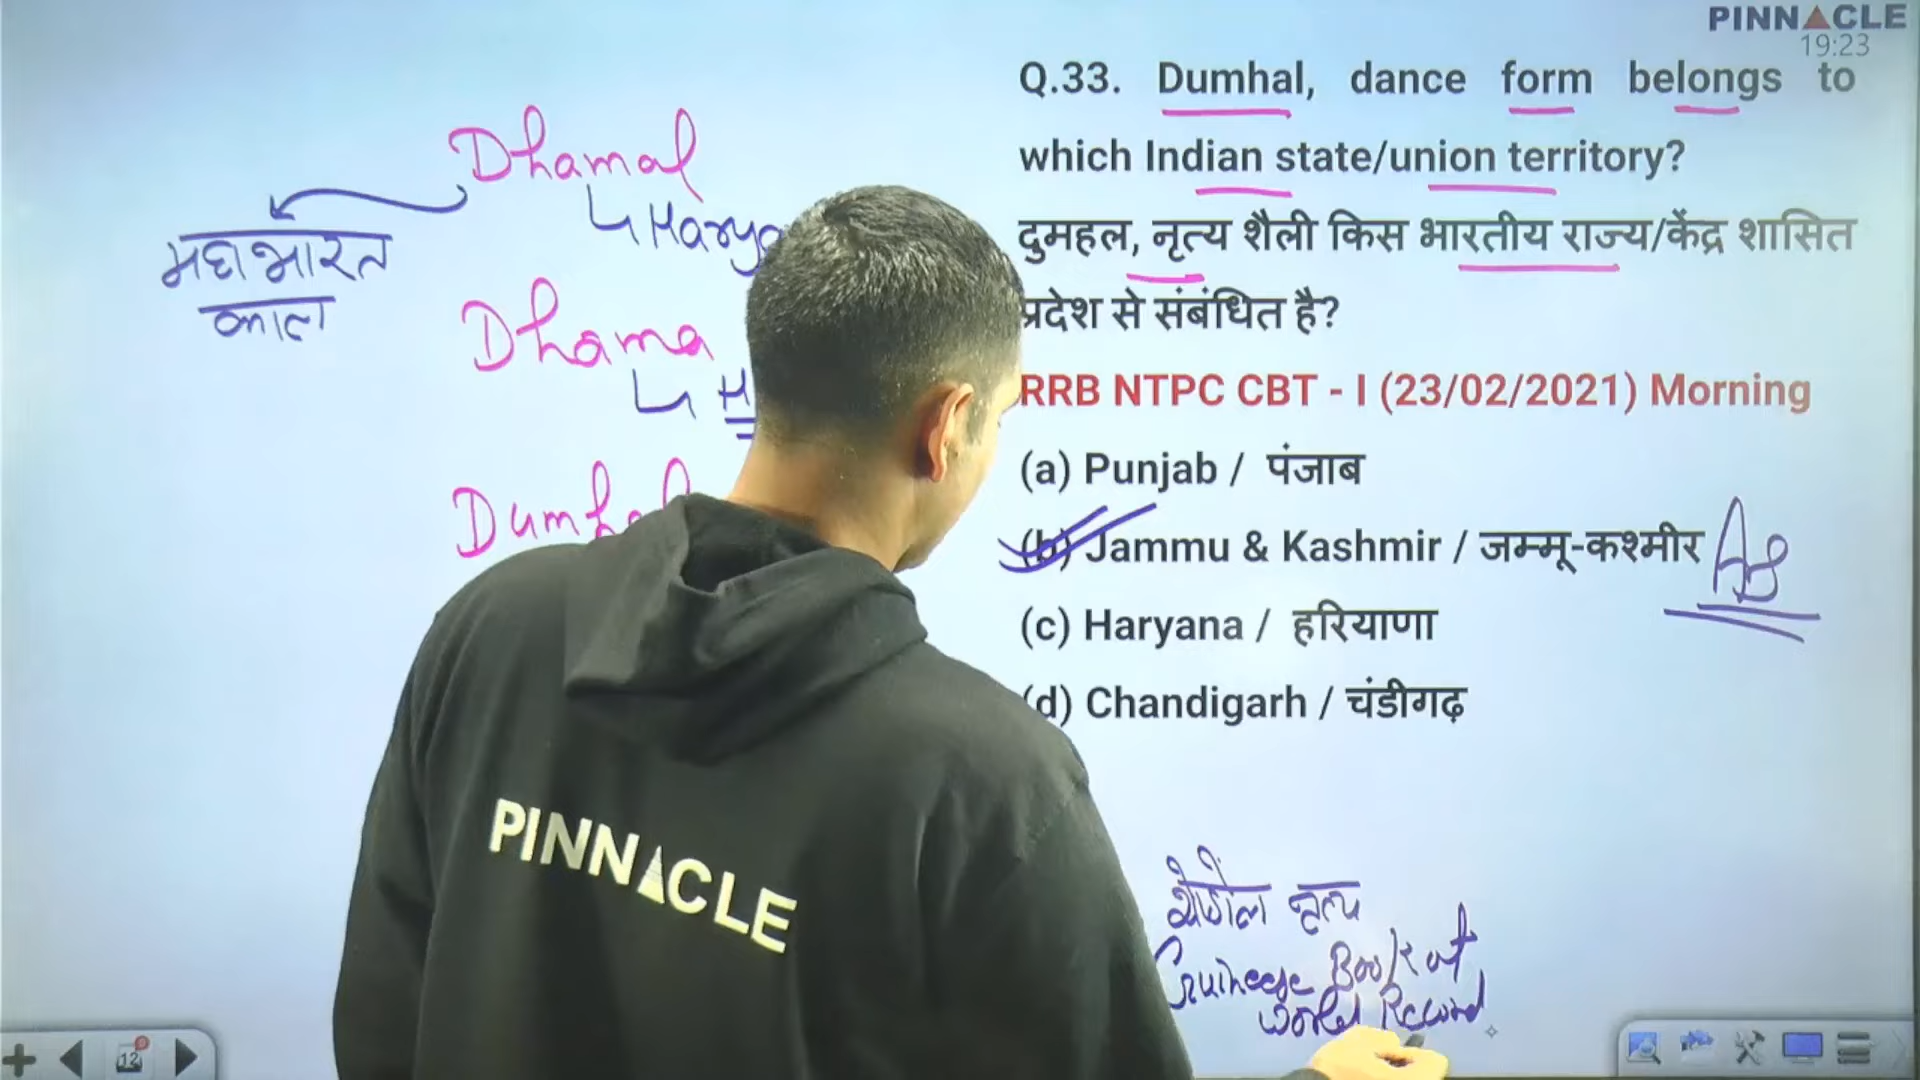 PINNACLE
19:23
Q.33. Dumhal, dance form belongs to
which Indian state/union territory?
दुमहल, नृत्य शैली किस भारतीय राज्य/केंद्र शासित
प्रदेश से संबंधित है?
RRB NTPC CBT - I (23/02/2021) Morning
(a) Punjab / पंजाब
(b) Jammu & Kashmir / जम्मू-कश्मीर
(c) Haryana / हरियाणा
(d) Chandigarh / चंडीगढ़
Dhamal
महाभारत
काल
Dhama
H
नृत्य
Book of
World Record
PINNACLE
12